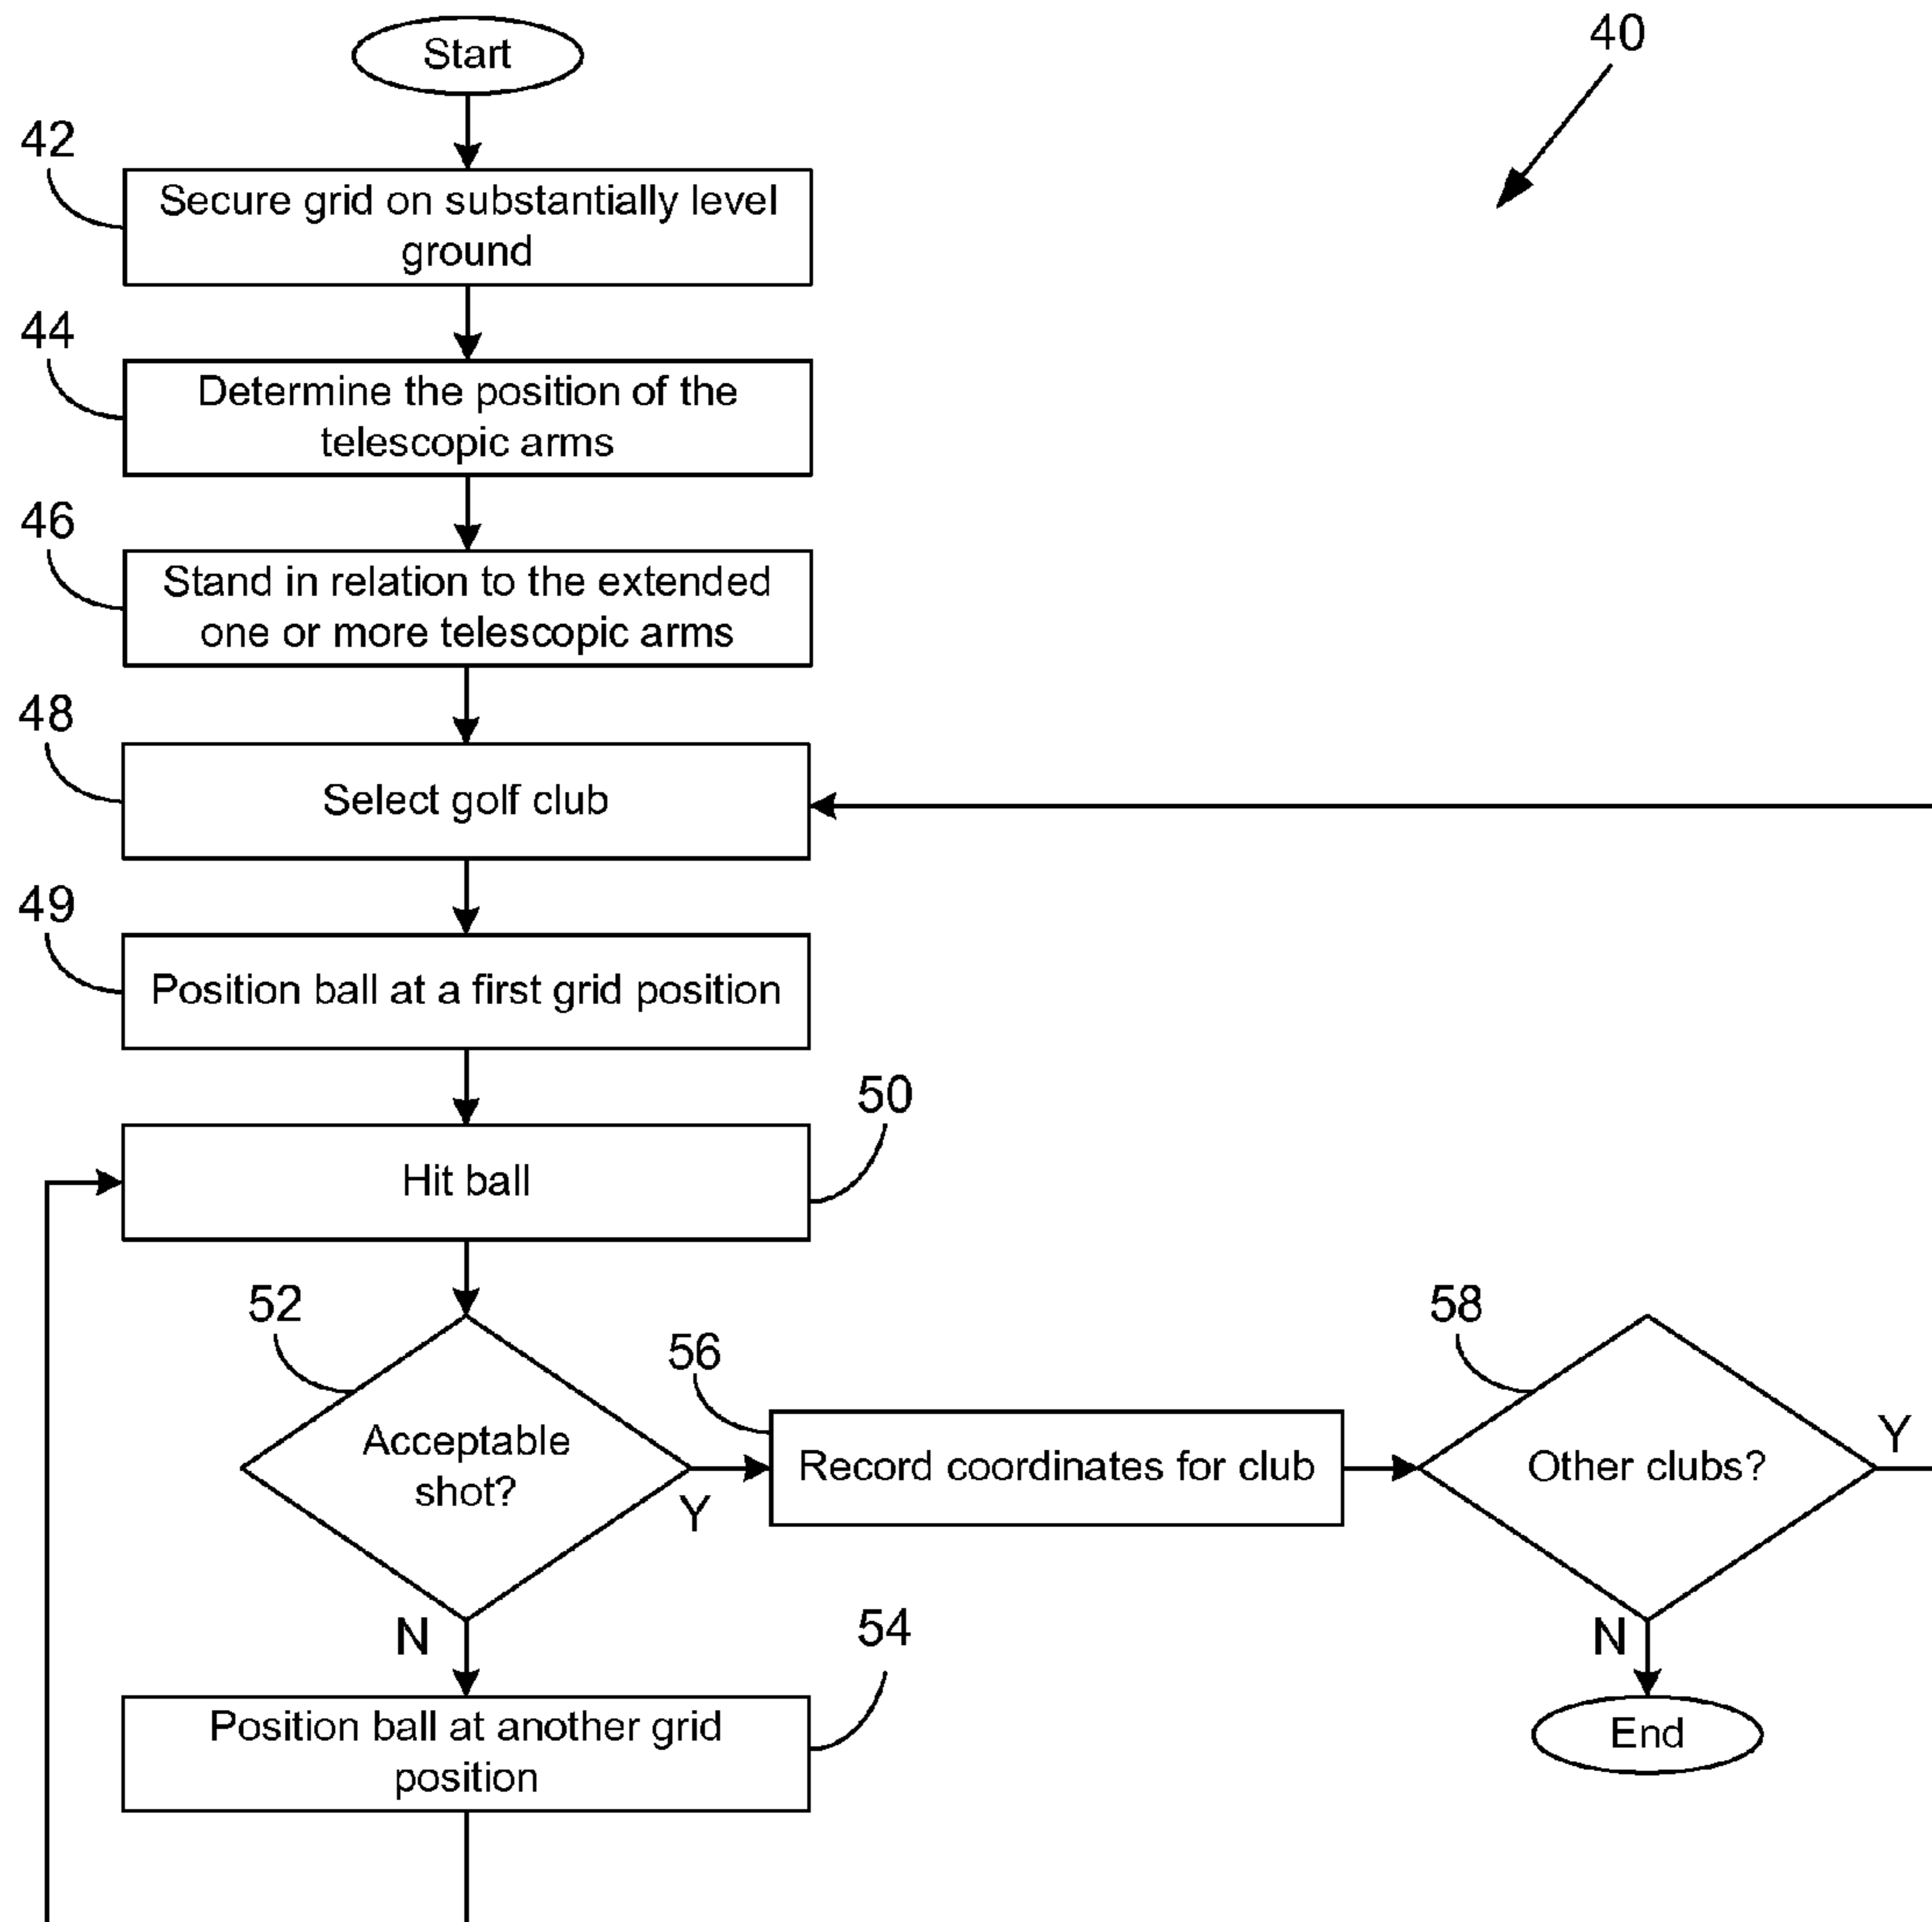 Start
40
42
Secure grid on substantially level
ground
44
Determine the position of the
telescopic arms
46
Stand in relation to the extended
one or more telescopic arms
48
Select golf club
49
Position ball at a first grid position
50
Hit ball
52
Acceptable
shot?
Y
56
Record coordinates for club
58
Other clubs?
Y
N
N
54
Position ball at another grid
position
End